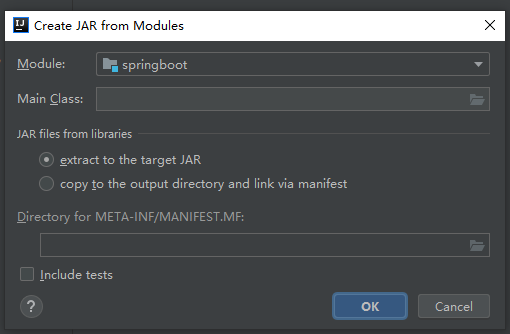 IJ Create JAR from Modules
Module: springboot
Main Class:
JAR files from libraries
extract to the target JAR
copy to the output directory and link via manifest
Directory for META-INF/MANIFEST.MF:
Include tests
? OK Cancel